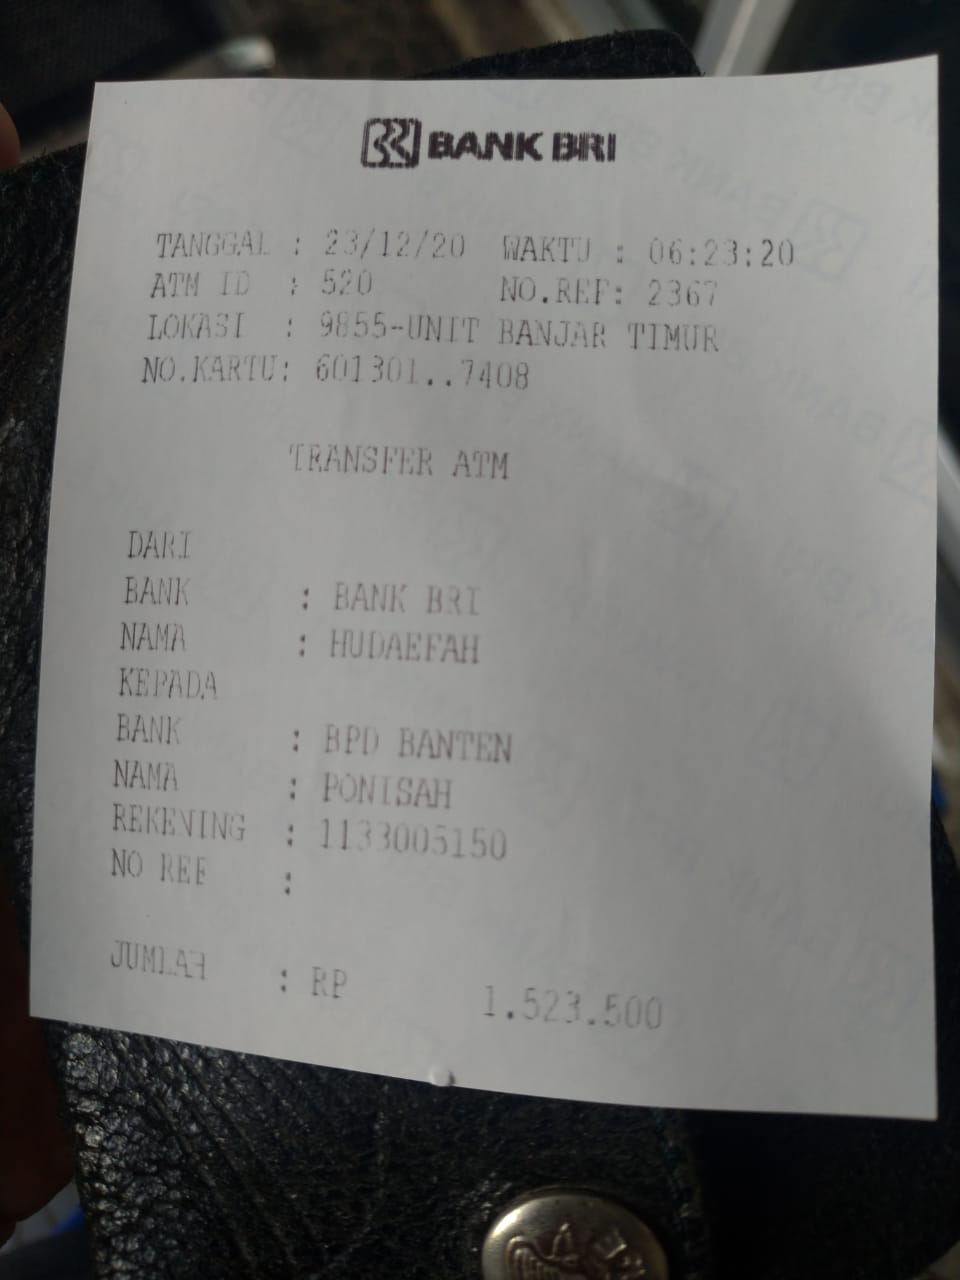 BANK BRI
TANGGAL : 23/12/20 WAKTU : 06:23:20
ATM ID : 520 NO.REF: 2367
LOKASI : 9855-UNIT BANJAR TIMUR
NO.KARTU: 601301..7408
TRANSFER ATM
DARI
BANK : BANK BRI
NAMA : HUDAEFAH
KEPADA
BANK : BPD BANTEN
NAMA : PONISAH
REKENING : 1133005150
NO REF :
JUMLAH : RP 1.523.500